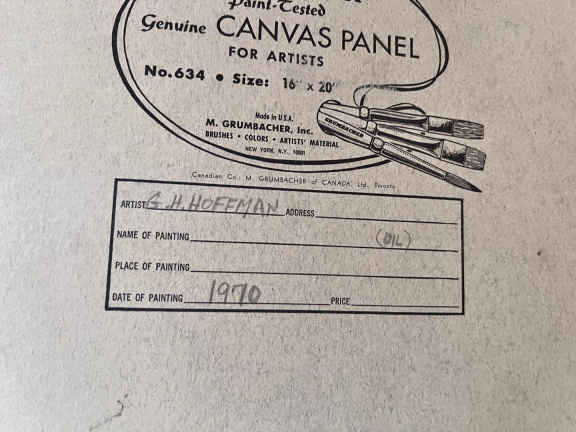 Paint-Tested
Genuine CANVAS PANEL
FOR ARTISTS
No. 634 • Size: 16" x 20"
Made in U.S.A.
M. GRUMBACHER, Inc.
BRUSHES • COLORS • ARTISTS' MATERIAL
NEW YORK, N.Y., 10001
GRUMBACHER
Canadian Co., M. GRUMBACHER of CANADA, Ltd., Toronto
ARTIST G.H. HOFFMAN ADDRESS
NAME OF PAINTING (OIL)
PLACE OF PAINTING
DATE OF PAINTING 1970 PRICE